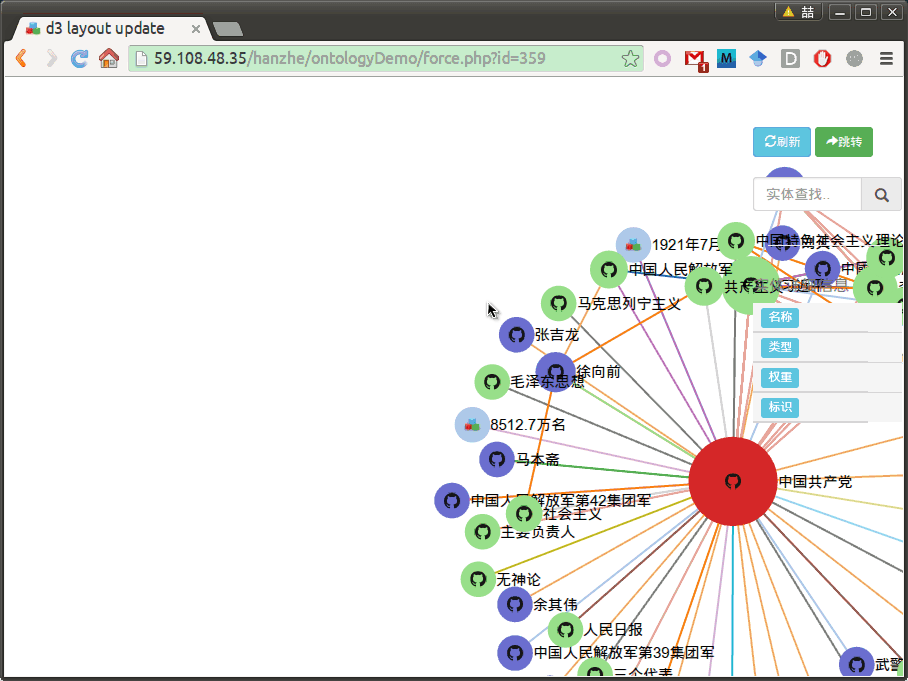 喆
d3 layout update
59.108.48.35/hanzhe/ontologyDemo/force.php?id=359
M
D
1
刷新
跳转
实体查找..
1921年7月
中国特色社会主义理论
中国人民解放军
中國
共产主义
习近平
信息
马克思列宁主义
名称
张吉龙
类型
徐向前
毛泽东思想
权重
标识
8512.7万名
马本斋
中国共产党
中国人民解放军第42集团军
社会主义
主要负责人
无神论
余其伟
人民日报
中国人民解放军第39集团军
武警
三个代表